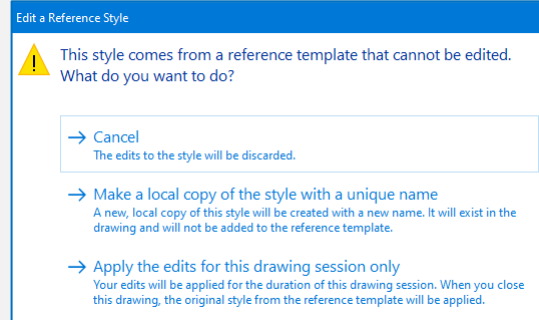 Edit a Reference Style
This style comes from a reference template that cannot be edited.
What do you want to do?
Cancel
The edits to the style will be discarded.
Make a local copy of the style with a unique name
A new, local copy of this style will be created with a new name. It will exist in the
drawing and will not be added to the reference template.
Apply the edits for this drawing session only
Your edits will be applied for the duration of this drawing session. When you close
this drawing, the original style from the reference template will be applied.